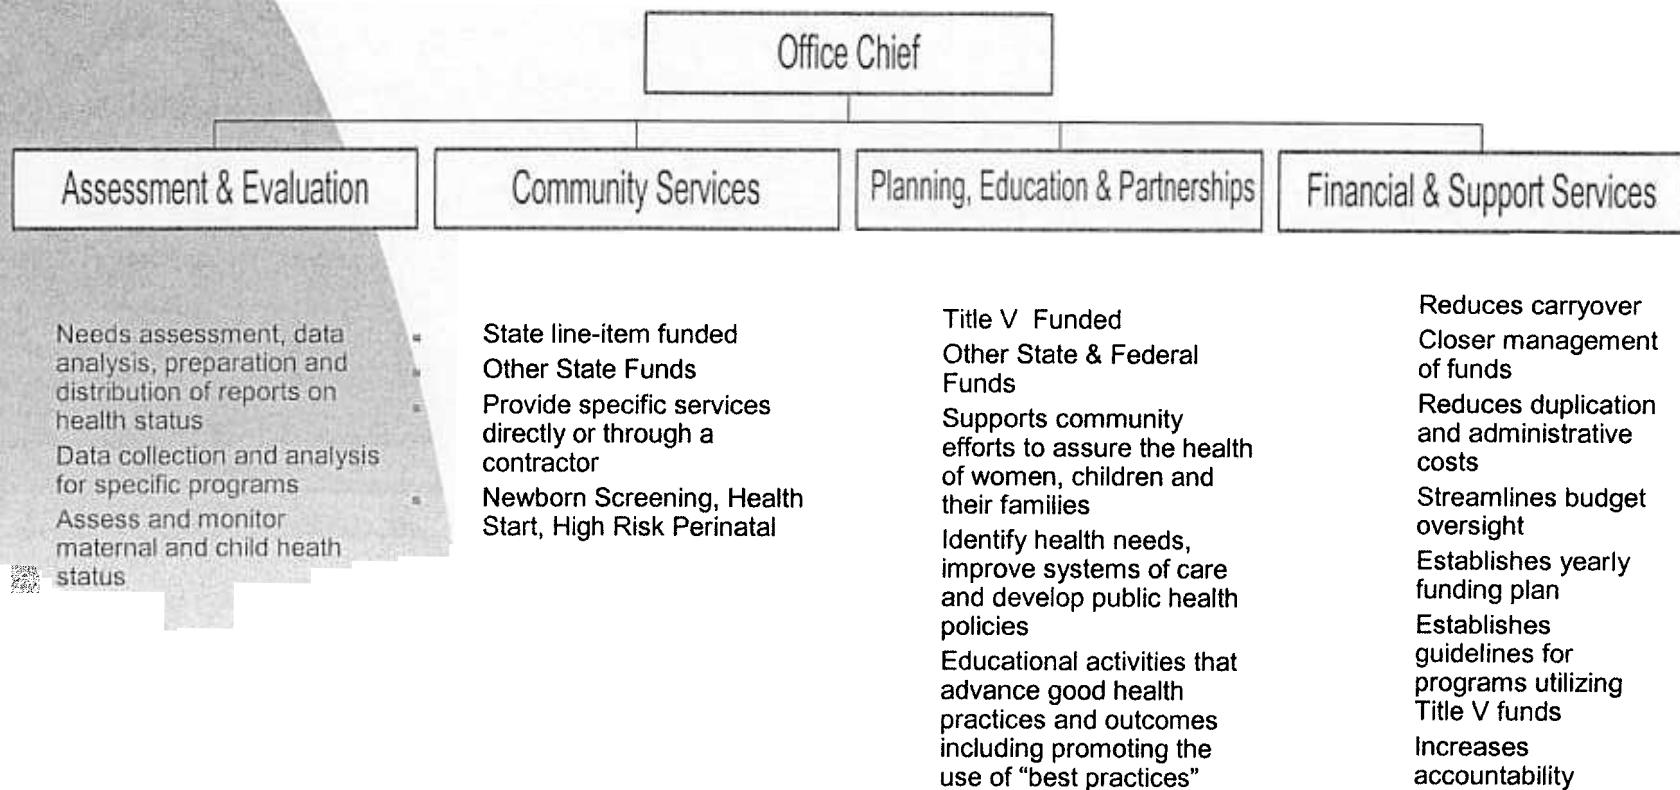 Office Chief
Assessment & Evaluation
Community Services
Planning, Education & Partnerships
Financial & Support Services
Needs assessment, data
analysis, preparation and
distribution of reports on
health status
Data collection and analysis
for specific programs
Assess and monitor
maternal and child heath
status
State line-item funded
Other State Funds
Provide specific services
directly or through a
contractor
Newborn Screening, Health
Start, High Risk Perinatal
Title V Funded
Other State & Federal
Funds
Supports community
efforts to assure the health
of women, children and
their families
Identify health needs,
improve systems of care
and develop public health
policies
Educational activities that
advance good health
practices and outcomes
including promoting the
use of “best practices”
Reduces carryover
Closer management
of funds
Reduces duplication
and administrative
costs
Streamlines budget
oversight
Establishes yearly
funding plan
Establishes
guidelines for
programs utilizing
Title V funds
Increases
accountability